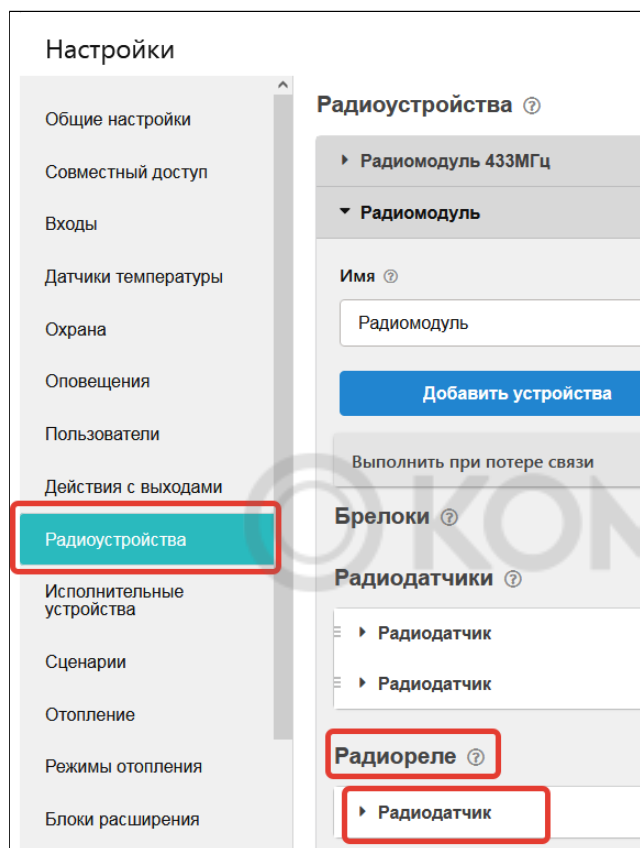 Настройки
Общие настройки
Совместный доступ
Входы
Датчики температуры
Охрана
Оповещения
Пользователи
Действия с выходами
Радиоустройства
Исполнительные
устройства
Сценарии
Отопление
Режимы отопления
Блоки расширения
Радиоустройства ?
Радиомодуль 433МГц
Радиомодуль
Имя ?
Радиомодуль
Добавить устройства
Выполнить при потере связи
Брелоки ?
Радиодатчики ?
Радиодатчик
Радиодатчик
Радиореле ?
Радиодатчик